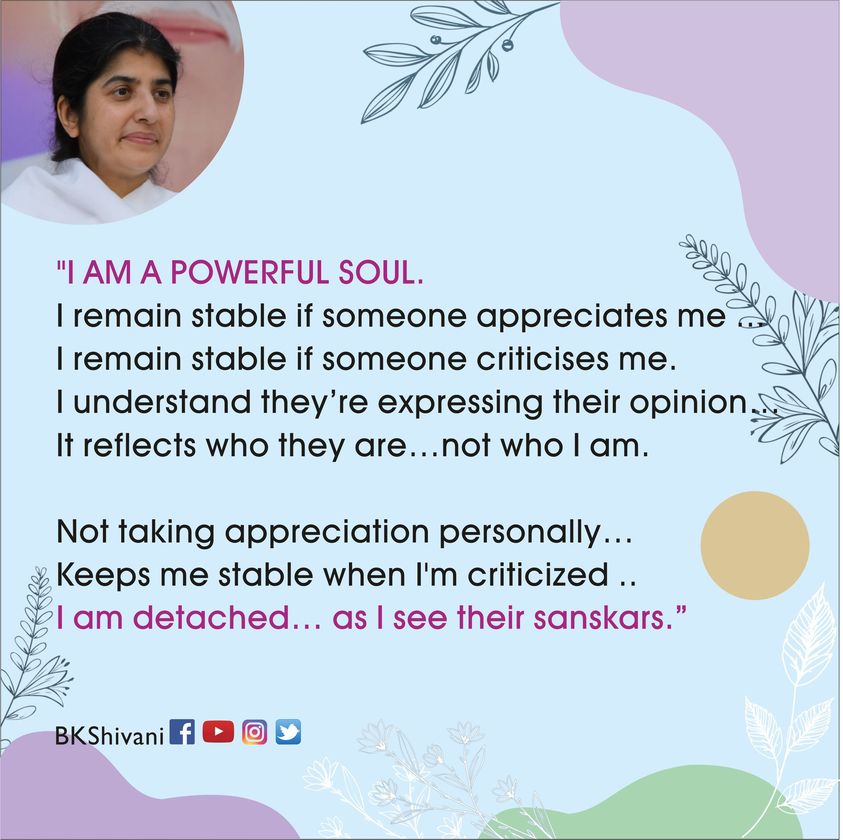 "I AM A POWERFUL SOUL.
I remain stable if someone appreciates me ...
I remain stable if someone criticises me.
I understand they’re expressing their opinion...
It reflects who they are...not who I am.
Not taking appreciation personally...
Keeps me stable when I'm criticized ..
I am detached... as I see their sanskars.”
BKShivani